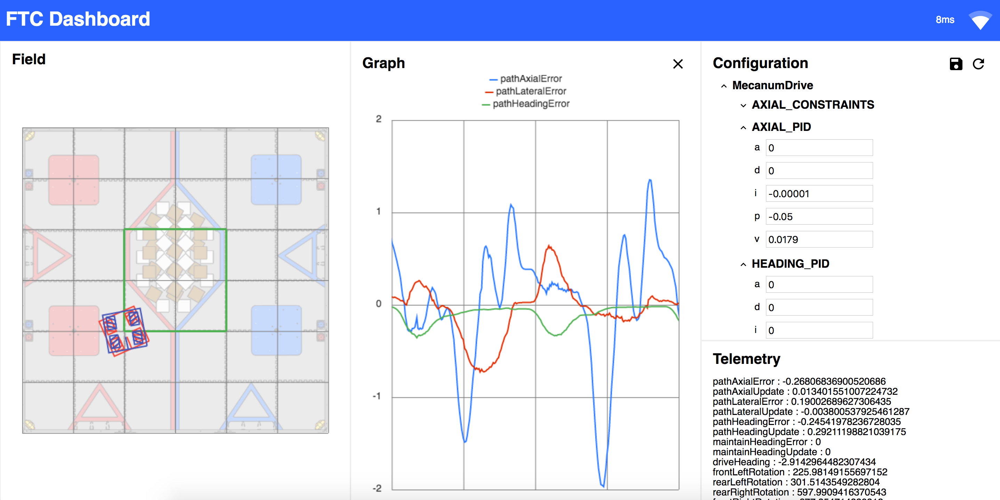 FTC Dashboard
8ms
Field
Graph
pathAxialError
pathLateralError
pathHeadingError
2
1
0
-1
-2
Configuration
MecanumDrive
AXIAL_CONSTRAINTS
AXIAL_PID
a 0
d 0
i -0.00001
p -0.05
v 0.0179
HEADING_PID
a 0
d 0
i 0
Telemetry
pathAxialError : -0.26806836900520686
pathAxialUpdate : 0.013401551007224732
pathLateralError : 0.19002689627306435
pathLateralUpdate : -0.003800537925461287
pathHeadingError : -0.24541978236728035
pathHeadingUpdate : 0.29211198821039175
maintainHeadingError : 0
maintainHeadingUpdate : 0
driveHeading : -2.9142964482307434
frontLeftRotation : 225.98149155697152
rearLeftRotation : 301.5143549282804
rearRightRotation : 597.9909416370543